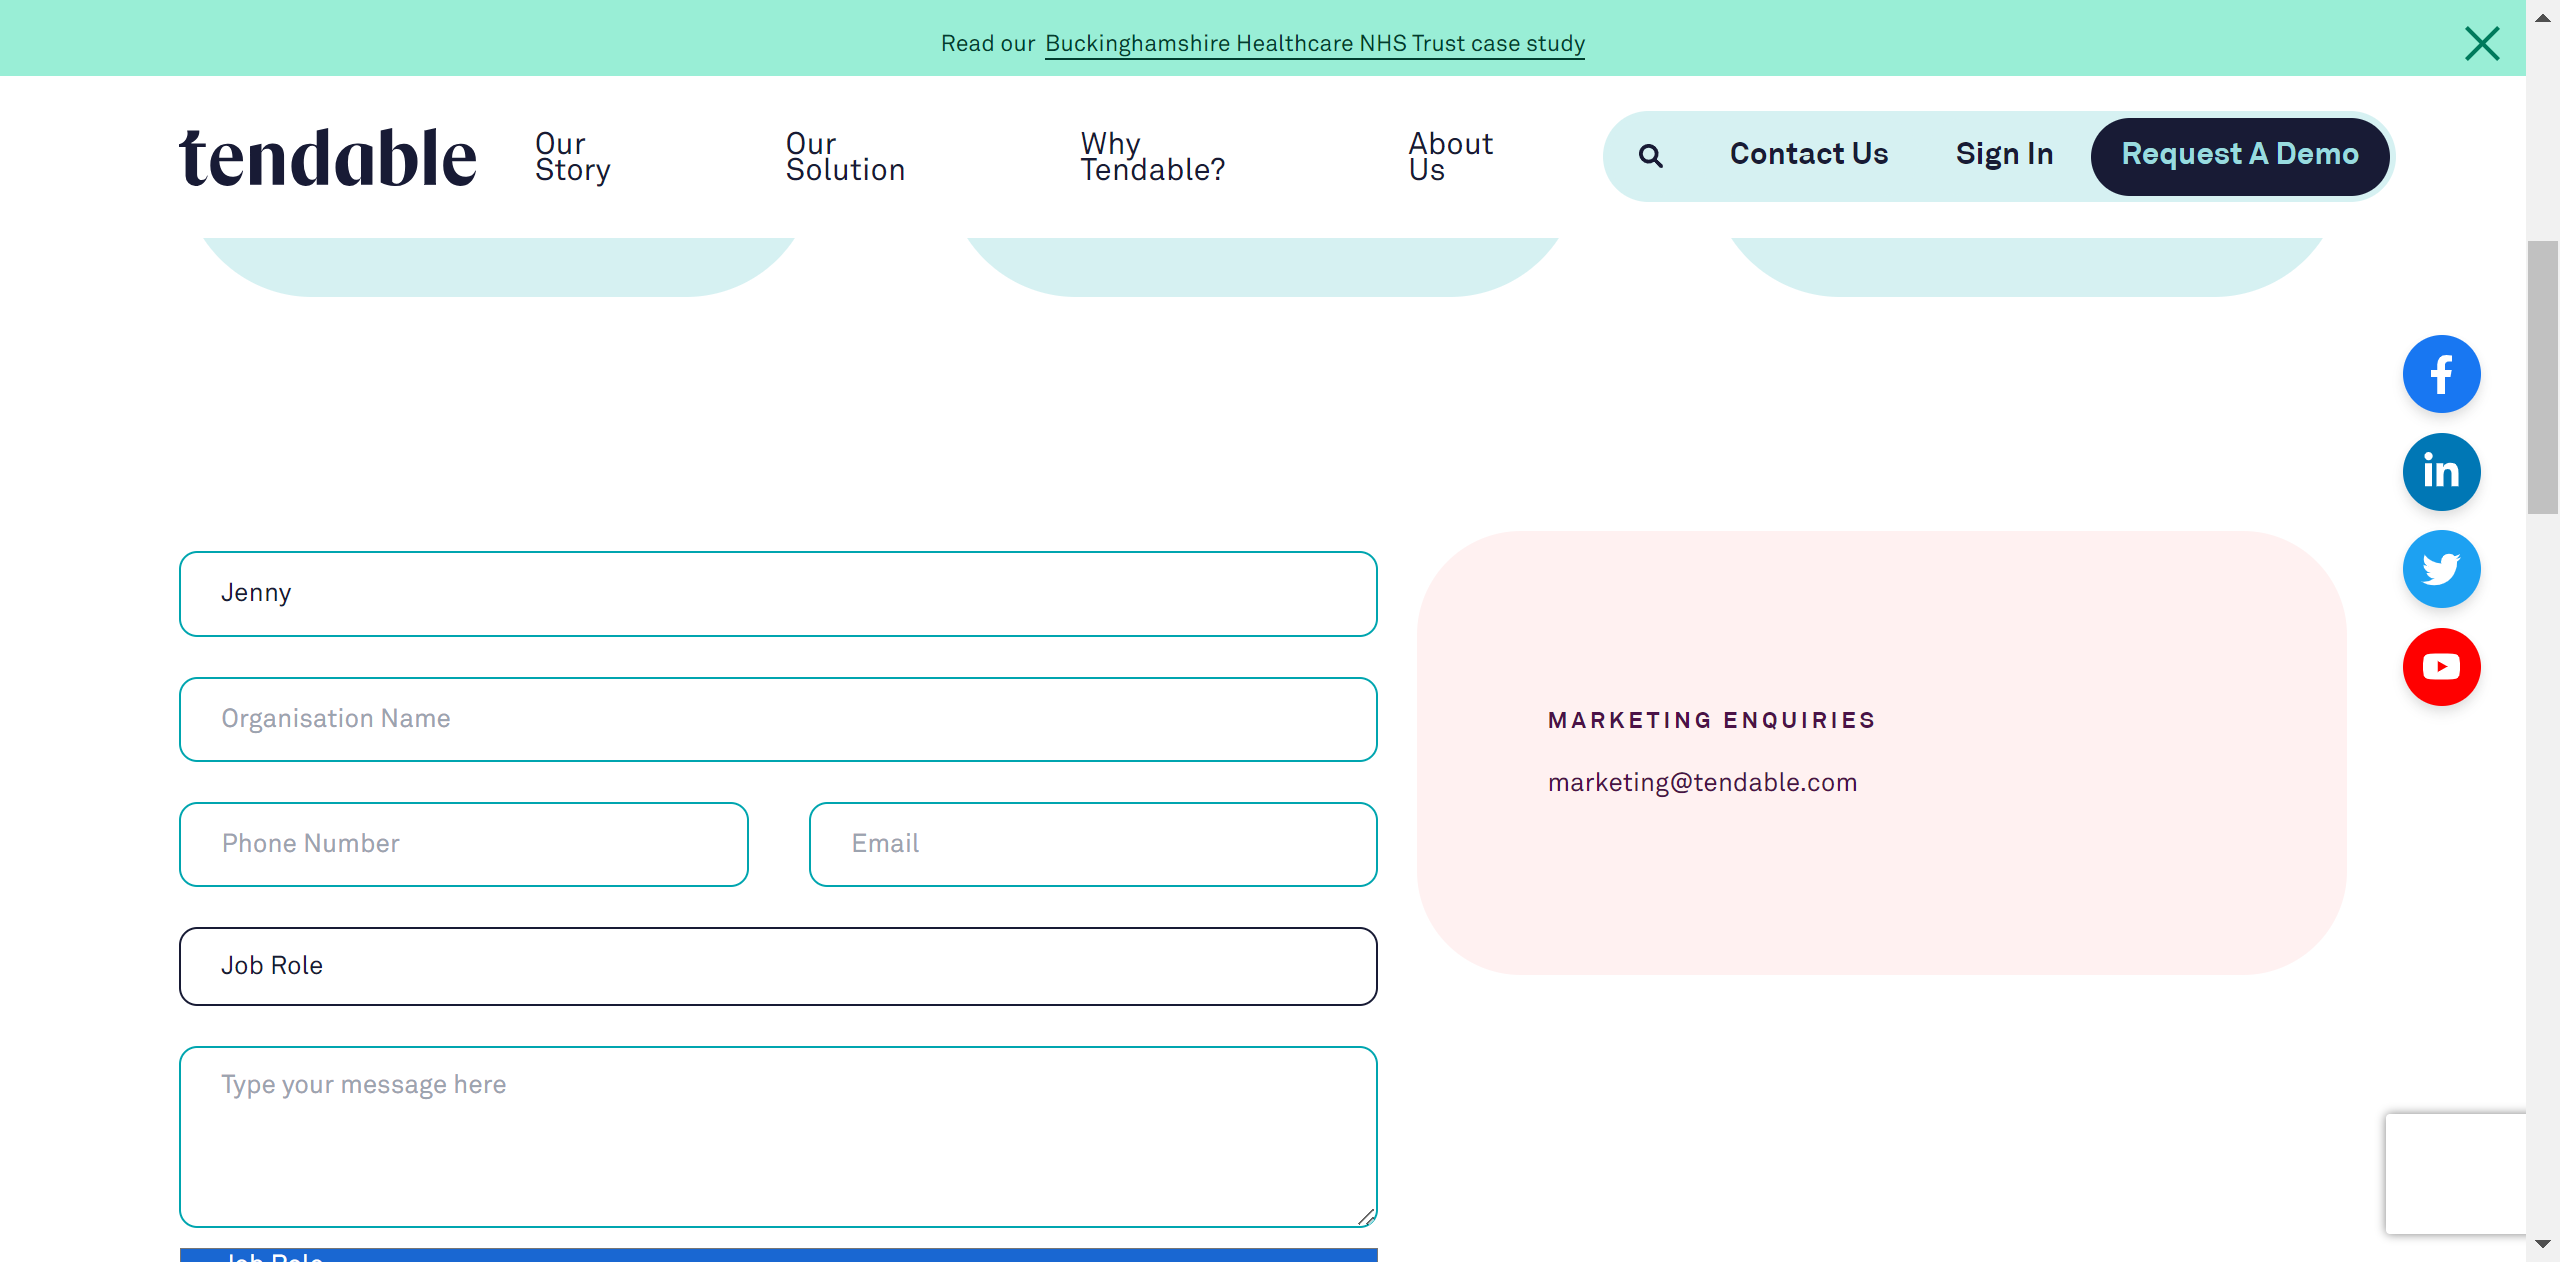 Read our Buckinghamshire Healthcare NHS Trust case study
tendable
Our
Story
Our
Solution
Why
Tendable?
About
Us
Contact Us
Sign In
Request A Demo
Jenny
Organisation Name
Phone Number
Email
Job Role
Type your message here
Job Role
MARKETING ENQUIRIES
marketing@tendable.com